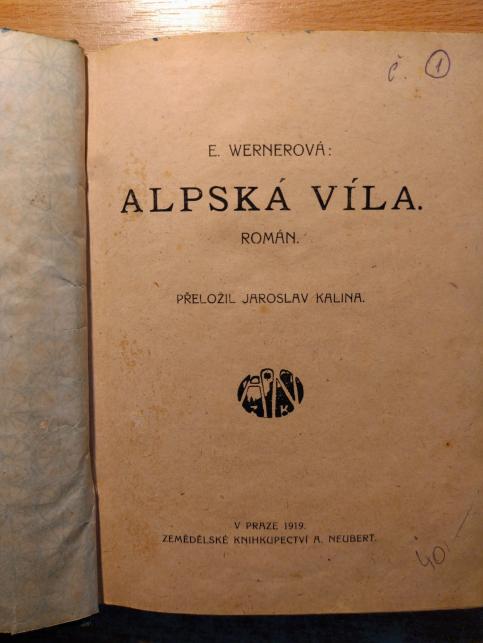 č. 1
E. WERNEROVÁ:
ALPSKÁ VÍLA.
ROMÁN.
PŘELOŽIL JAROSLAV KALINA.
V PRAZE 1919.
ZEMĚDĚLSKÉ KNIHKUPECTVÍ A. NEUBERT.
40.-